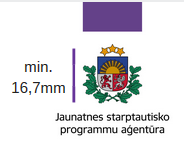 min.
16,7mm
Jaunatnes starptautisko
programmu aģentūra